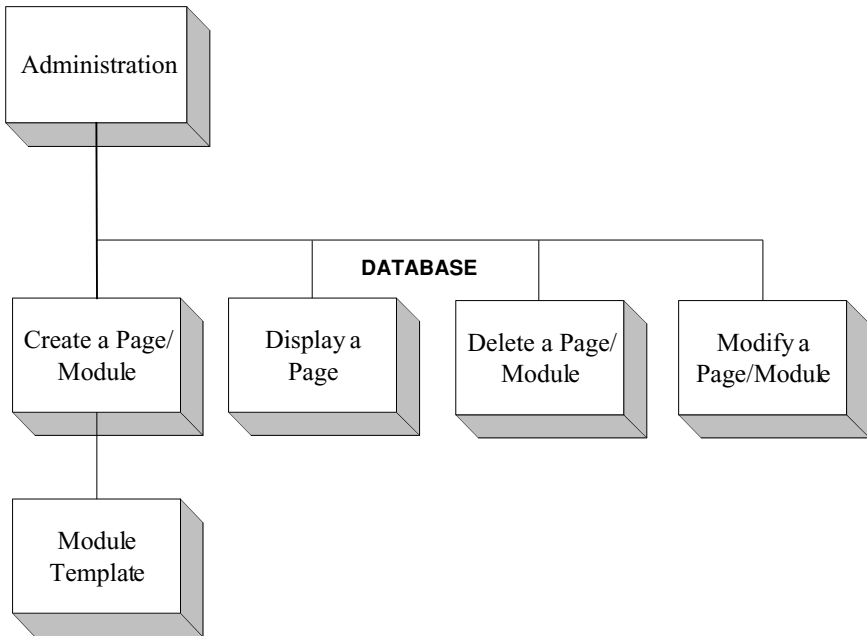 Administration
DATABASE
Create a Page/
Module
Display a
Page
Delete a Page/
Module
Modify a
Page/Module
Module
Template